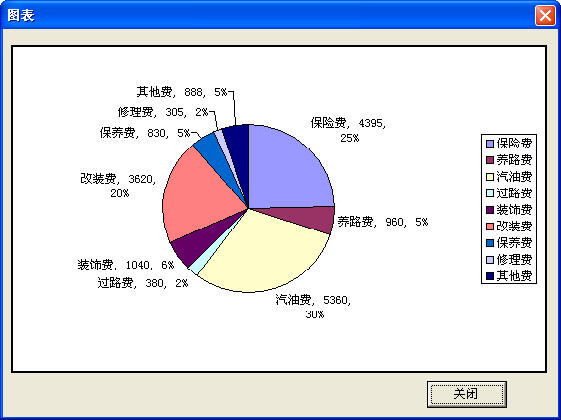 图表
其他费, 888, 5%
修理费, 305, 2%
保养费, 830, 5%
保险费, 4395,
25%
改装费, 3620,
20%
养路费, 960, 5%
装饰费, 1040, 6%
过路费, 380, 2%
汽油费, 5360,
30%
保险费
养路费
汽油费
过路费
装饰费
改装费
保养费
修理费
其他费
关闭